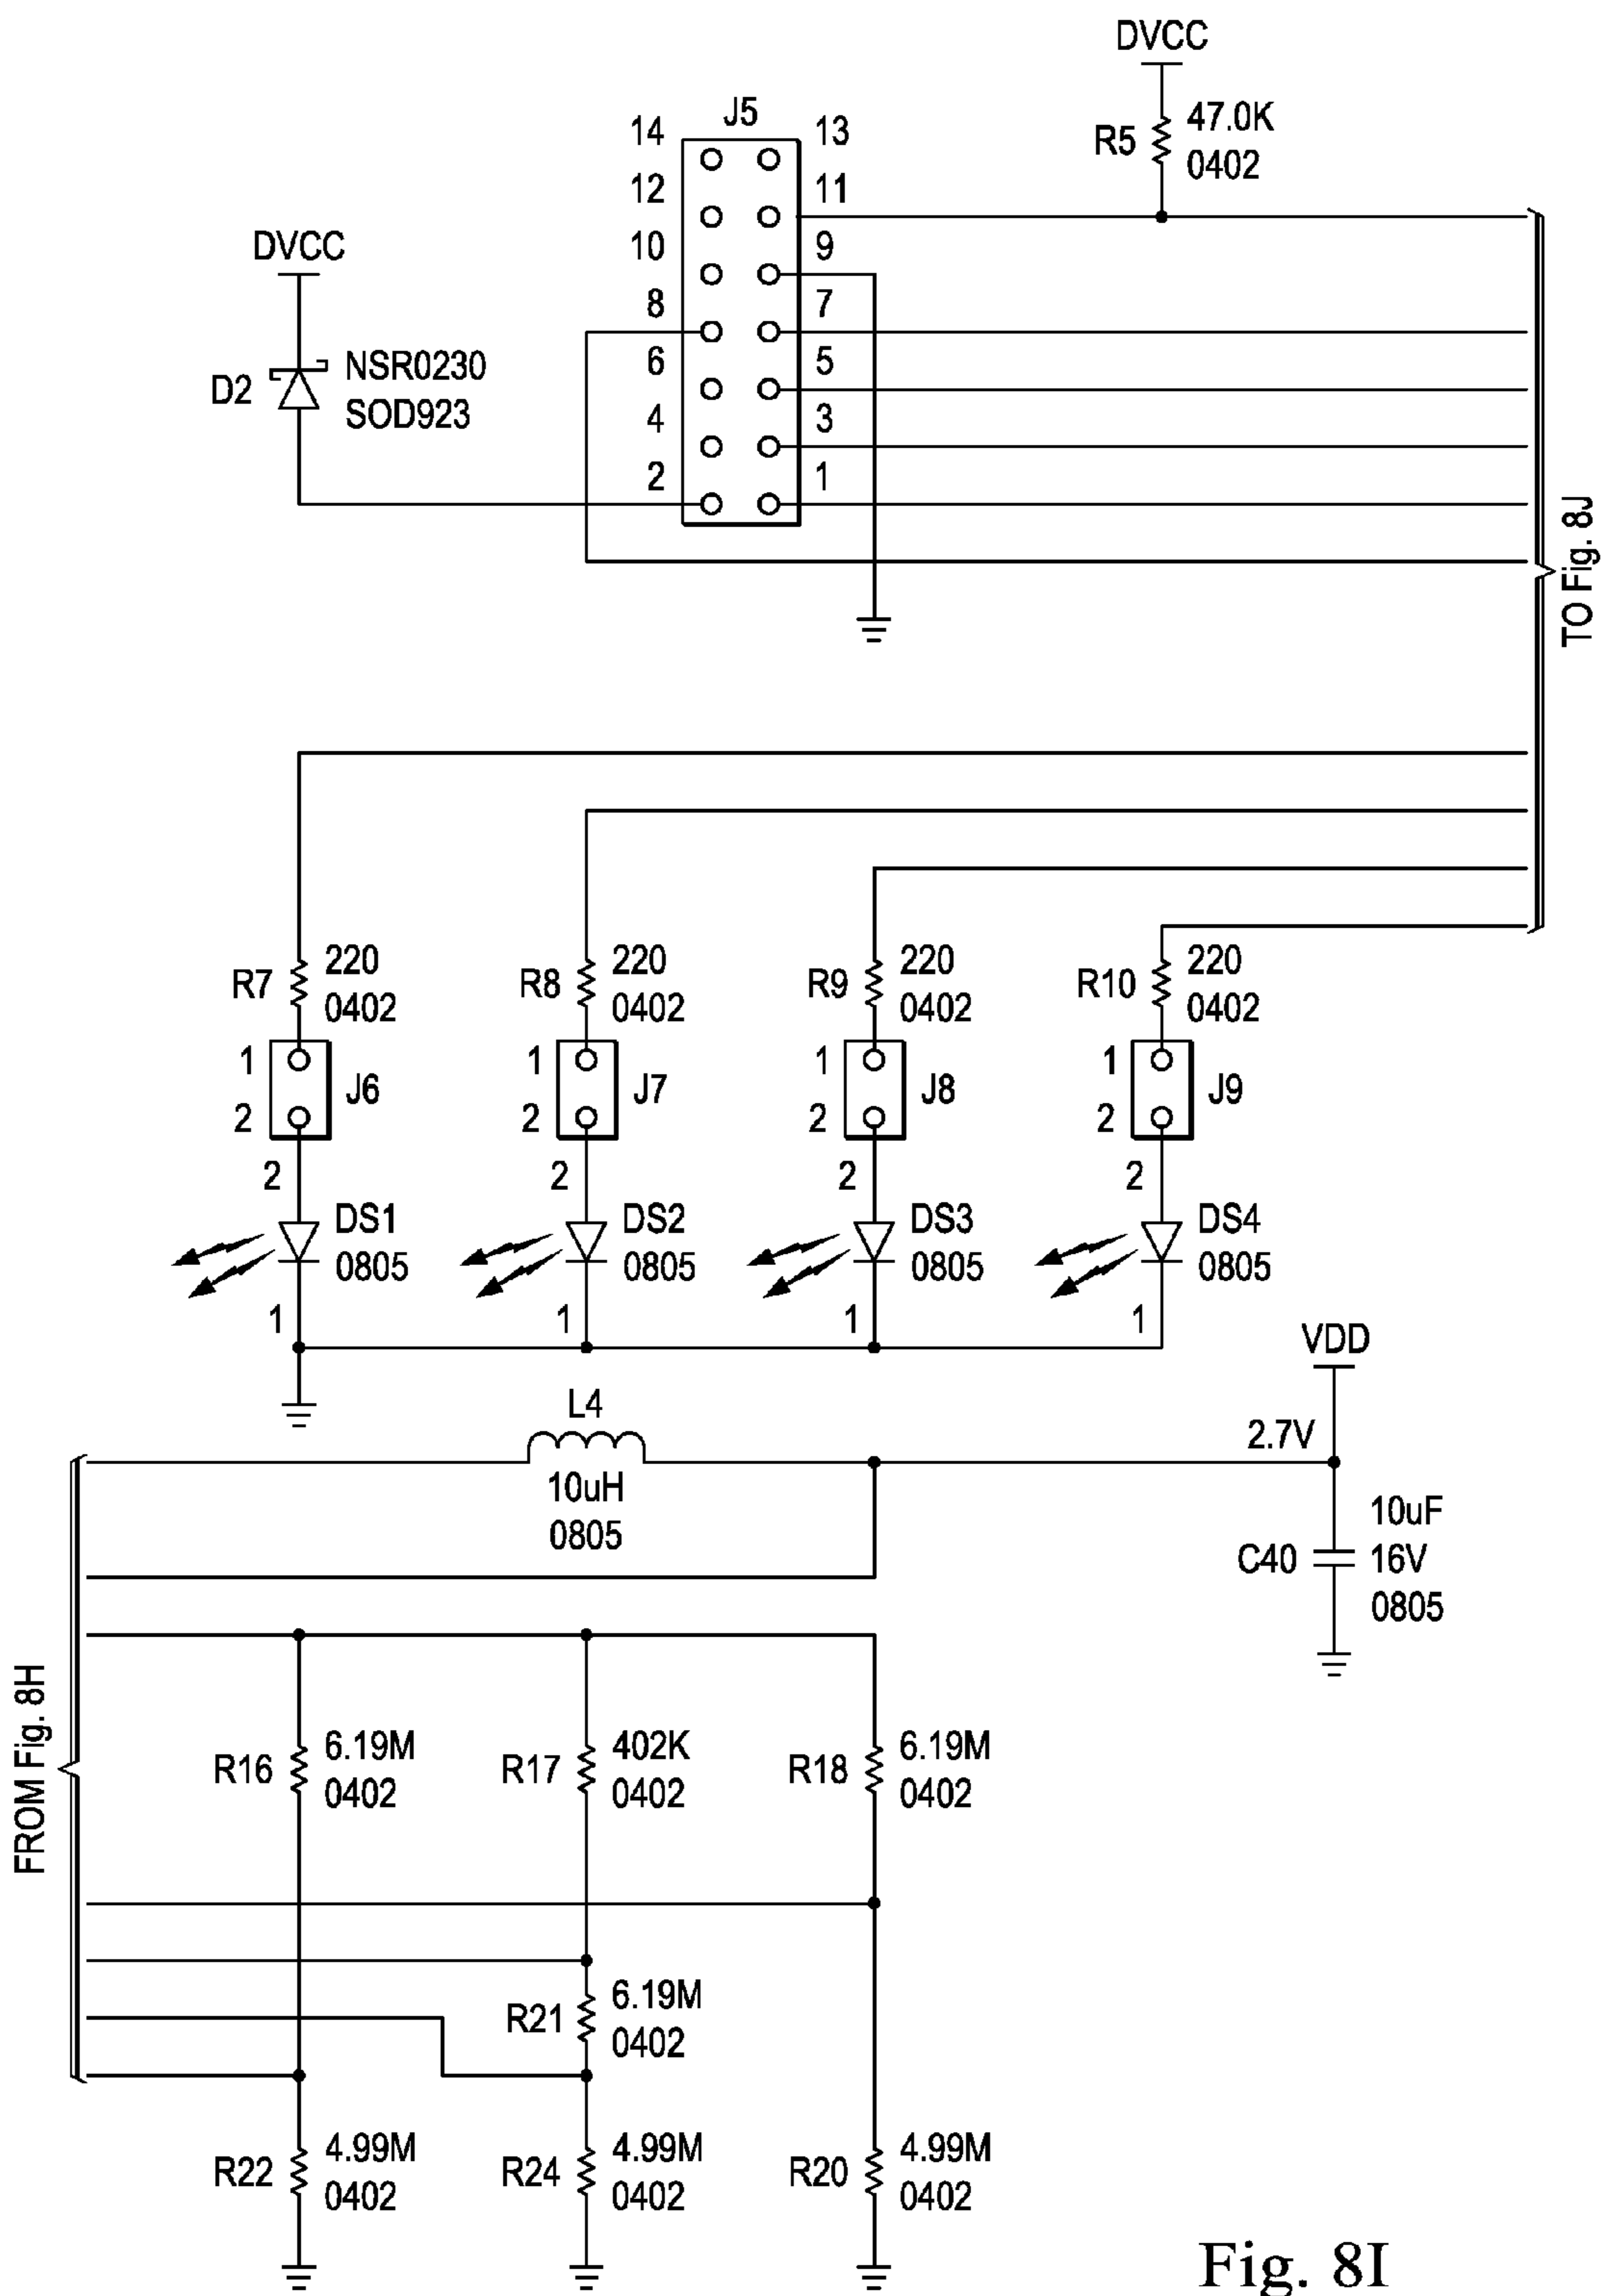 DVCC
J5
14
13
R5
47.0K
0402
12
11
DVCC
10
9
8
7
D2
NSR0230
SOD923
6
5
4
3
2
1
TO Fig. 8J
R7
220
0402
R8
220
0402
R9
220
0402
R10
220
0402
1
2
J6
1
2
J7
1
2
J8
1
2
J9
2
DS1
0805
1
2
DS2
0805
1
2
DS3
0805
1
2
DS4
0805
1
VDD
2.7V
L4
10uH
0805
C40
10uF
16V
0805
FROM Fig. 8H
R16
6.19M
0402
R17
402K
0402
R18
6.19M
0402
R21
6.19M
0402
R22
4.99M
0402
R24
4.99M
0402
R20
4.99M
0402
Fig. 8I